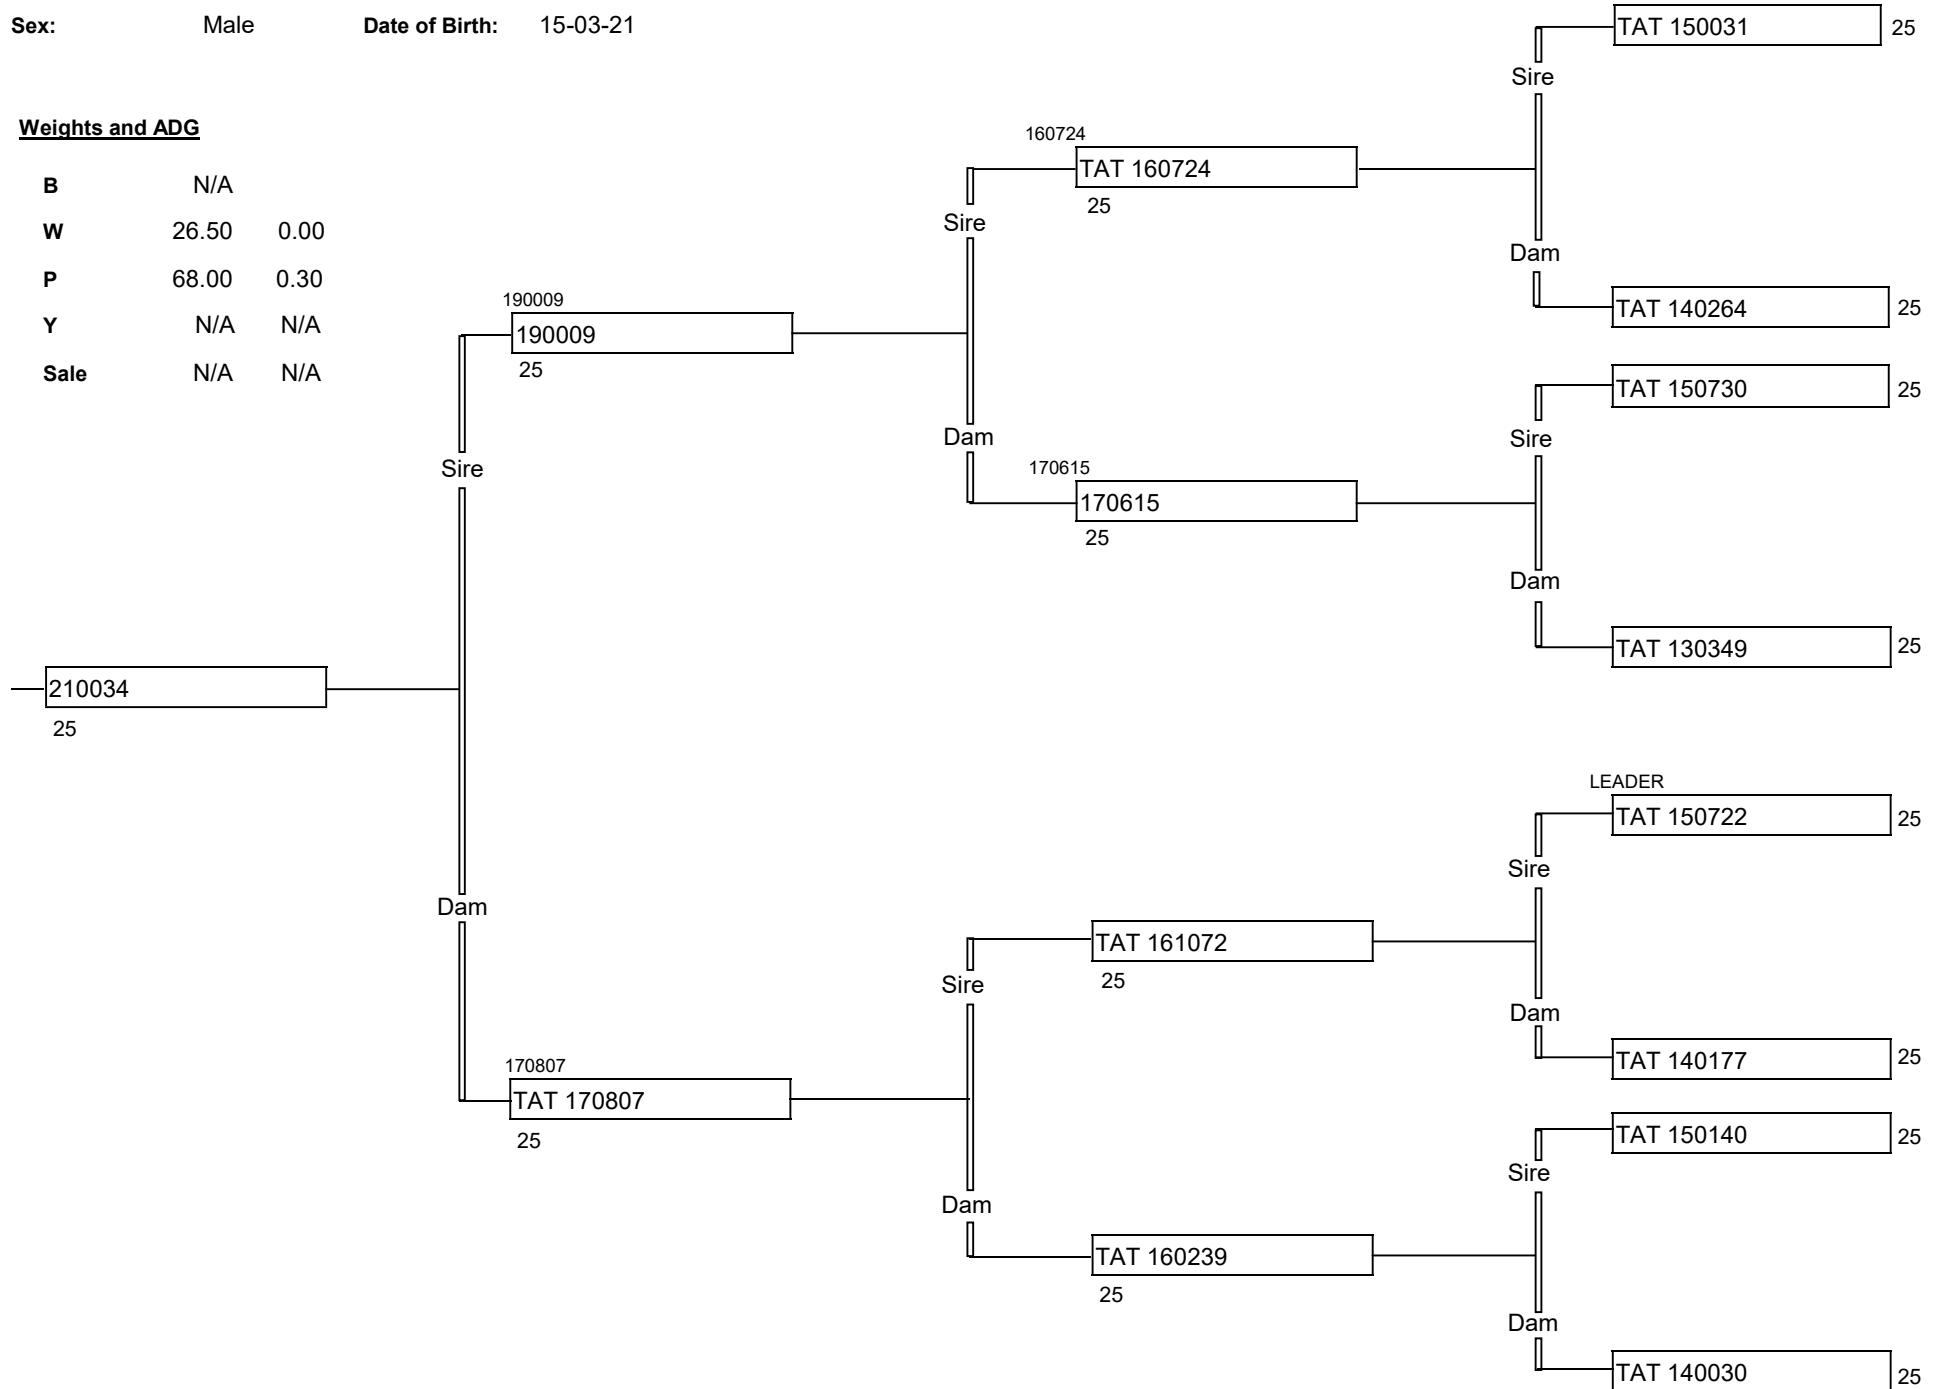 Sex: Male Date of Birth: 15-03-21
TAT 150031 25
Sire
Weights and ADG
160724
TAT 160724
25
B N/A
W 26.50 0.00
Sire
Dam
P 68.00 0.30
190009
TAT 140264 25
Y N/A N/A
190009
25
Sale N/A N/A
TAT 150730 25
Dam
Sire
Sire
170615
170615
25
Dam
TAT 130349 25
210034
25
LEADER
TAT 150722 25
Sire
Dam
TAT 161072
25
Sire
Dam
170807
TAT 170807
25
TAT 140177 25
TAT 150140 25
Sire
Dam
TAT 160239
25
Dam
TAT 140030 25